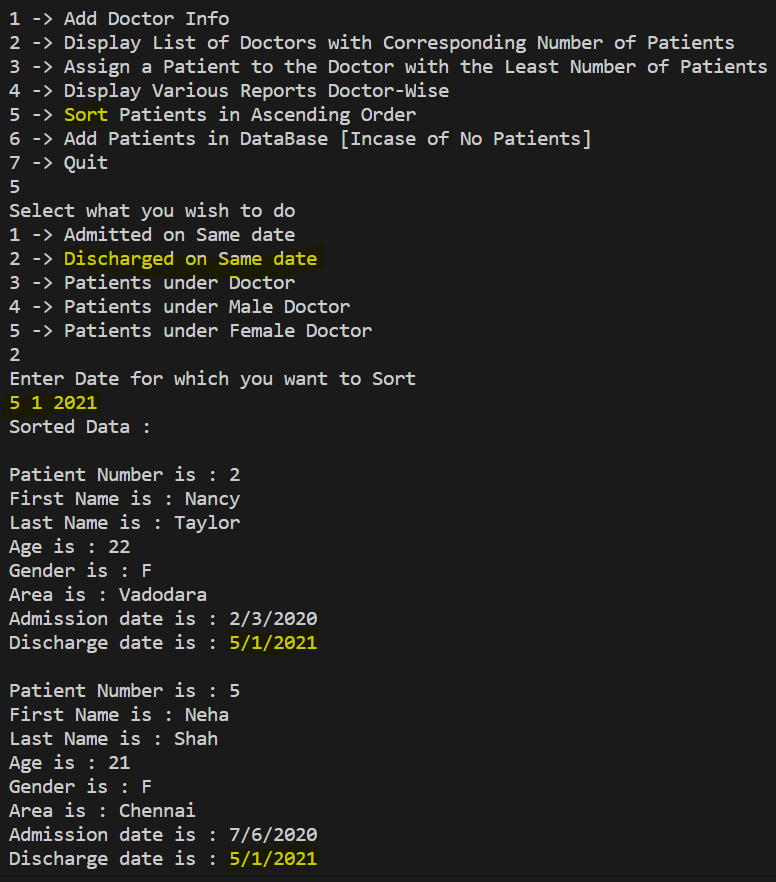 1 -> Add Doctor Info
2 -> Display List of Doctors with Corresponding Number of Patients
3 -> Assign a Patient to the Doctor with the Least Number of Patients
4 -> Display Various Reports Doctor-Wise
5 -> Sort Patients in Ascending Order
6 -> Add Patients in DataBase [Incase of No Patients]
7 -> Quit
5
Select what you wish to do
1 -> Admitted on Same date
2 -> Discharged on Same date
3 -> Patients under Doctor
4 -> Patients under Male Doctor
5 -> Patients under Female Doctor
2
Enter Date for which you want to Sort
5 1 2021
Sorted Data :
Patient Number is : 2
First Name is : Nancy
Last Name is : Taylor
Age is : 22
Gender is : F
Area is : Vadodara
Admission date is : 2/3/2020
Discharge date is : 5/1/2021
Patient Number is : 5
First Name is : Neha
Last Name is : Shah
Age is : 21
Gender is : F
Area is : Chennai
Admission date is : 7/6/2020
Discharge date is : 5/1/2021